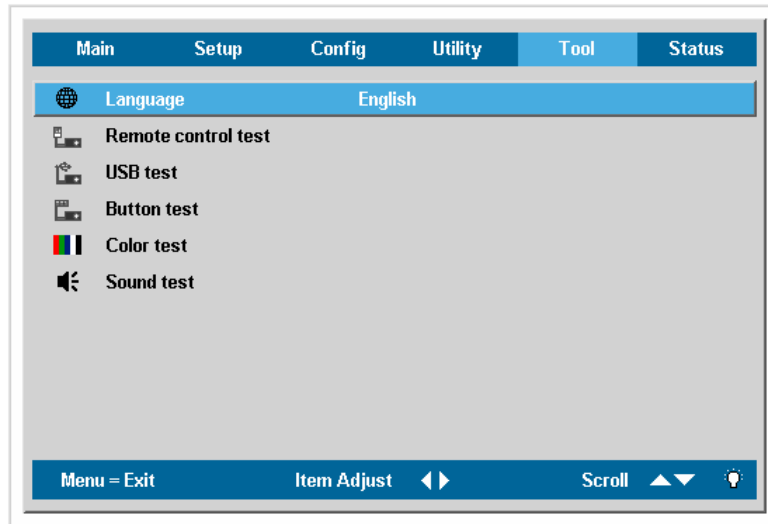 Main Setup Config Utility Tool Status
Language English
Remote control test
USB test
Button test
Color test
Sound test
Menu = Exit Item Adjust Scroll